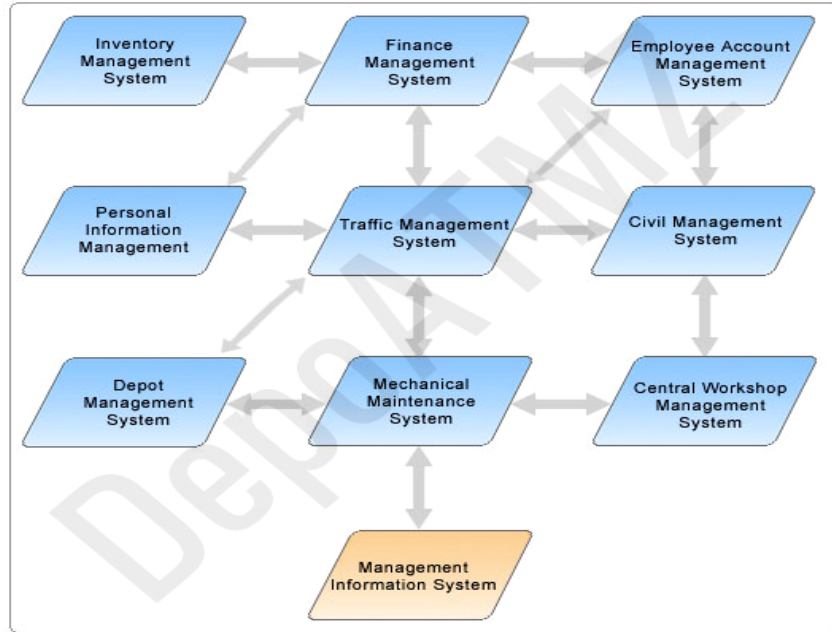 Inventory
Management
System
Finance
Management
System
Employee Account
Management
System
Personal
Information
Management
Traffic Management
System
Civil Management
System
Depot
Management
System
Mechanical
Maintenance
System
Central Workshop
Management
System
Management
Information System
DepoATMZ